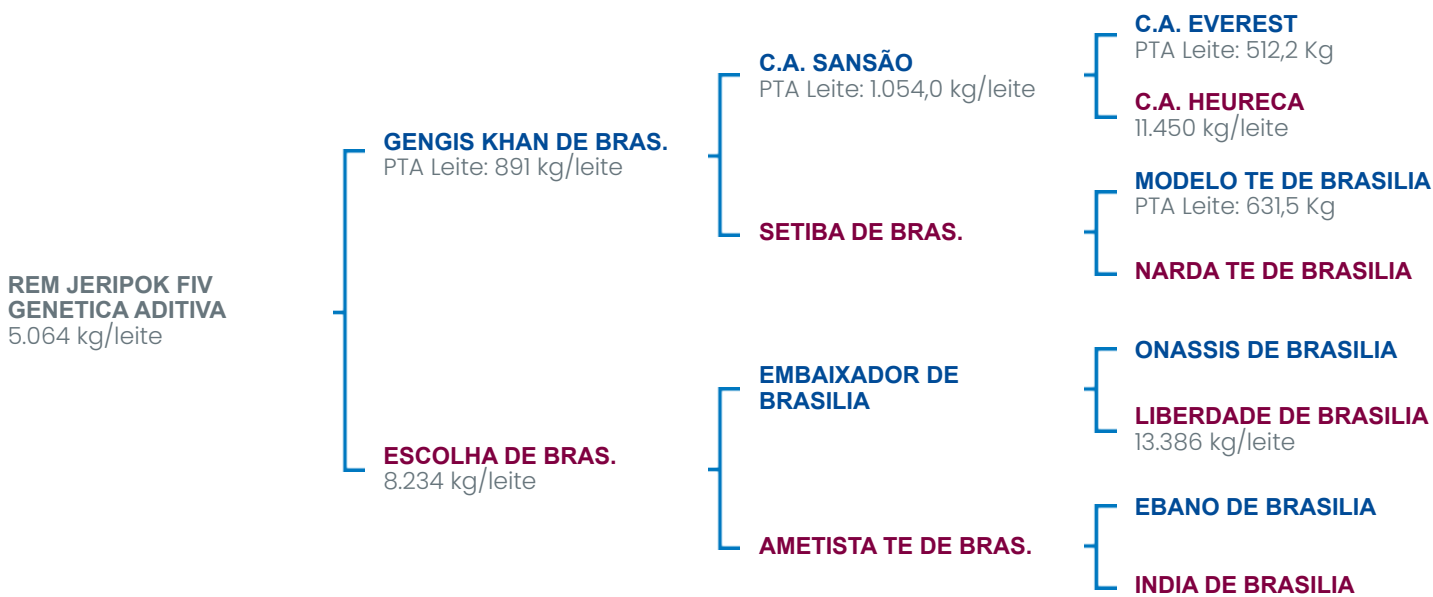 REM JERIPOK FIV
GENETICA ADITIVA
5.064 kg/leite
GENGIS KHAN DE BRAS.
PTA Leite: 891 kg/leite
ESCOLHA DE BRAS.
8.234 kg/leite
C.A. SANSÃO
PTA Leite: 1.054,0 kg/leite
SETIBA DE BRAS.
EMBAIXADOR DE
BRASILIA
AMETISTA TE DE BRAS.
C.A. EVEREST
PTA Leite: 512,2 Kg
C.A. HEURECA
11.450 kg/leite
MODELO TE DE BRASILIA
PTA Leite: 631,5 Kg
NARDA TE DE BRASILIA
ONASSIS DE BRASILIA
LIBERDADE DE BRASILIA
13.386 kg/leite
EBANO DE BRASILIA
INDIA DE BRASILIA